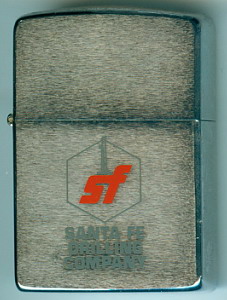 sf
SANTA FE
DRILLING
COMPANY